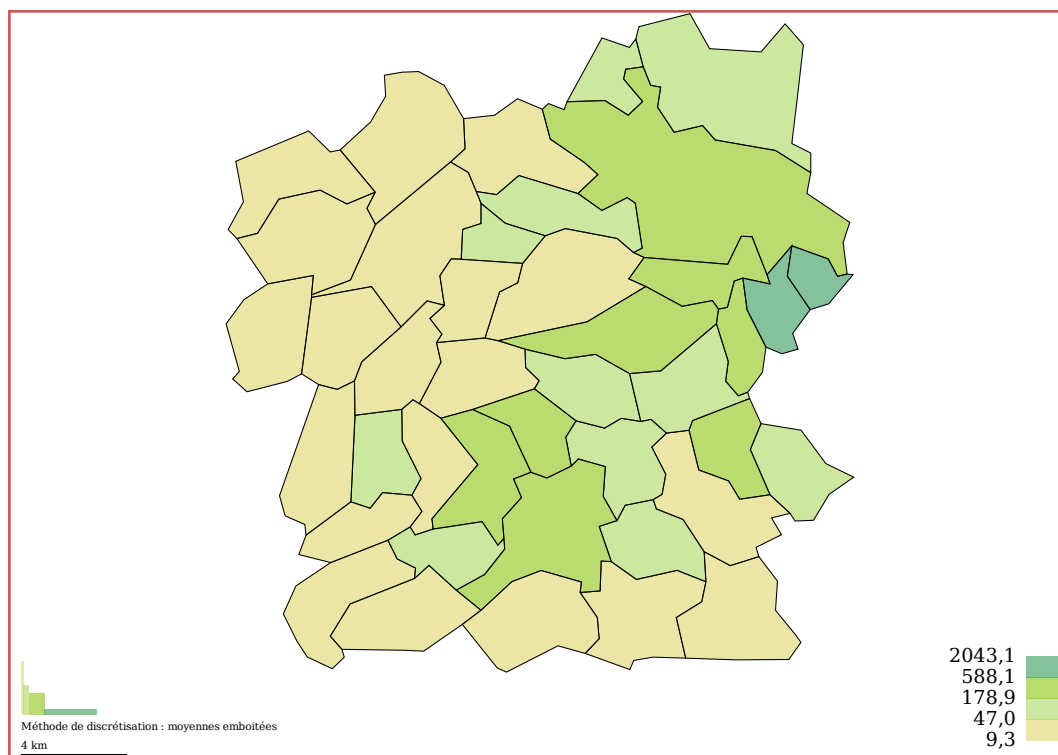 2043,1
588,1
178,9
47,0
9,3
Méthode de discrétisation : moyennes emboitées
4 km